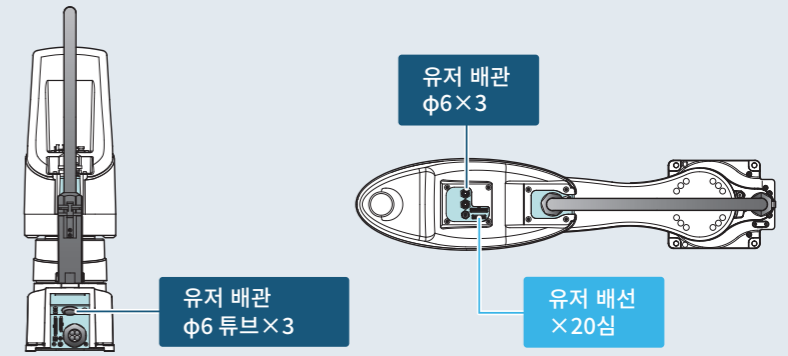 유저 배관
φ6×3
유저 배관
φ6 튜브×3
유저 배선
×20심